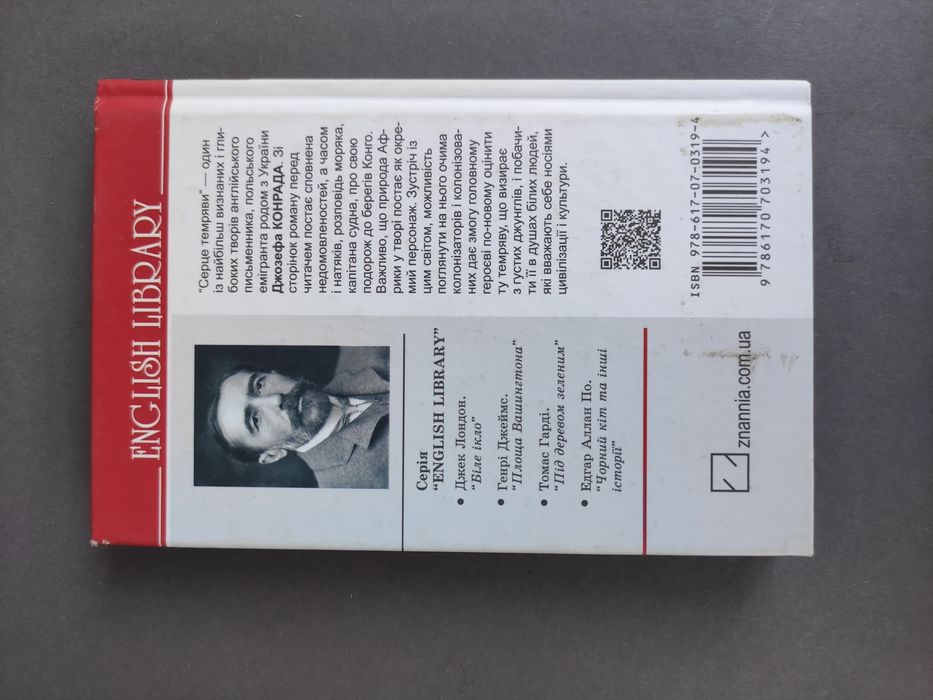 ENGLISH LIBRARY
Серія
“ENGLISH LIBRARY”
• Джек Лондон.
“Біле ікло”
• Генрі Джеймс.
“Площа Вашингтона”
• Томас Гарді.
“Під деревом зеленим”
• Едгар Аллан По.
“Чорний кіт та інші
історії”
znannia.com.ua
“Серце темряви” — один
із найбільш визнаних і гли-
боких творів англійського
письменника, польського
емігранта родом з України
Джозефа КОНРАДА. Зі
сторінок роману перед
читачем постає сповнена
недомовленостей, а часом
і натяків, розповідь моряка,
капітана судна, про свою
подорож до берегів Конго.
Важливо, що природа Аф-
рики у творі постає як окре-
мий персонаж. Зустріч із
цим світом, можливість
поглянути на нього очима
колонізаторів і колонізова-
них дає змогу головному
героєві по-новому оцінити
ту темряву, що визирає
з густих джунглів, і побачи-
ти її в душах білих людей,
які вважають себе носіями
цивілізації і культури.
ISBN 978-617-07-0319-4
9 786170 703194 >